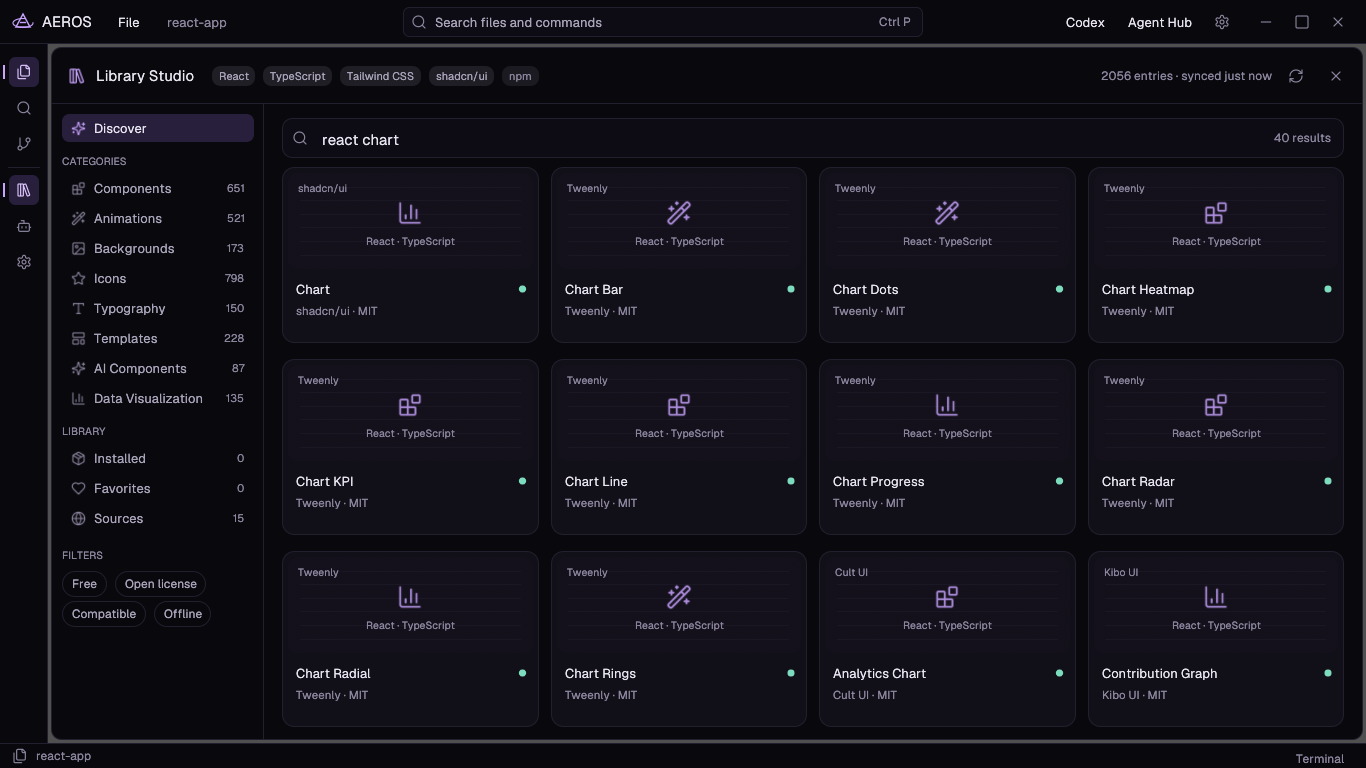 AEROS File react-app Search files and commands Ctrl P Codex Agent Hub
Library Studio React TypeScript Tailwind CSS shadcn/ui npm 2056 entries · synced just now
Discover
CATEGORIES
Components 651
Animations 521
Backgrounds 173
Icons 798
Typography 150
Templates 228
AI Components 87
Data Visualization 135
LIBRARY
Installed 0
Favorites 0
Sources 15
FILTERS
Free Open license
Compatible Offline
react chart 40 results
shadcn/ui
React · TypeScript
Chart
shadcn/ui · MIT
Tweenly
React · TypeScript
Chart Bar
Tweenly · MIT
Tweenly
React · TypeScript
Chart Dots
Tweenly · MIT
Tweenly
React · TypeScript
Chart Heatmap
Tweenly · MIT
Tweenly
React · TypeScript
Chart KPI
Tweenly · MIT
Tweenly
React · TypeScript
Chart Line
Tweenly · MIT
Tweenly
React · TypeScript
Chart Progress
Tweenly · MIT
Tweenly
React · TypeScript
Chart Radar
Tweenly · MIT
Tweenly
React · TypeScript
Chart Radial
Tweenly · MIT
Tweenly
React · TypeScript
Chart Rings
Tweenly · MIT
Cult UI
React · TypeScript
Analytics Chart
Cult UI · MIT
Kibo UI
React · TypeScript
Contribution Graph
Kibo UI · MIT
react-app Terminal